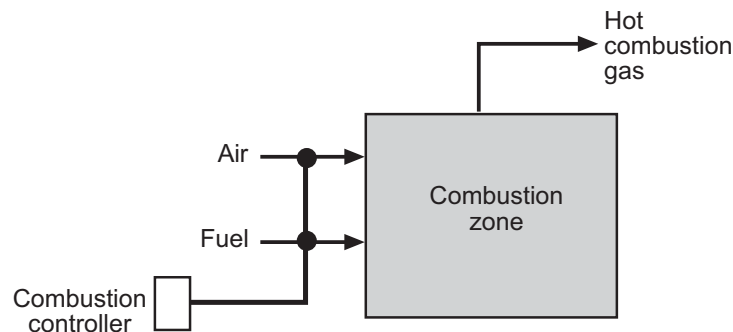 Hot
combustion
gas
Air
Combustion
zone
Fuel
Combustion
controller